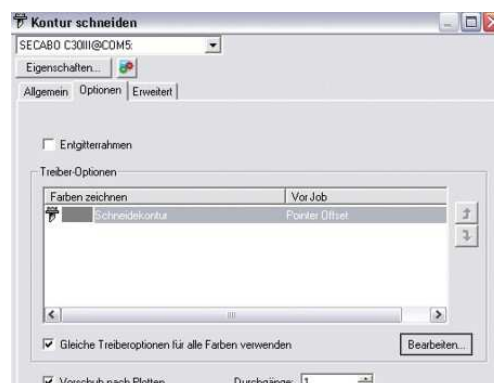 Kontur schneiden
SECABO C30III@COM5:
Eigenschaften...
Allgemein Optionen Erweitert
Entgitterrahmen
Treiber-Optionen
Farben zeichnen Vor Job
Schneidekontur Pointer Offset
Gleiche Treiberoptionen für alle Farben verwenden Bearbeiten...
Vorschub nach Plotten Durchgänge: 1